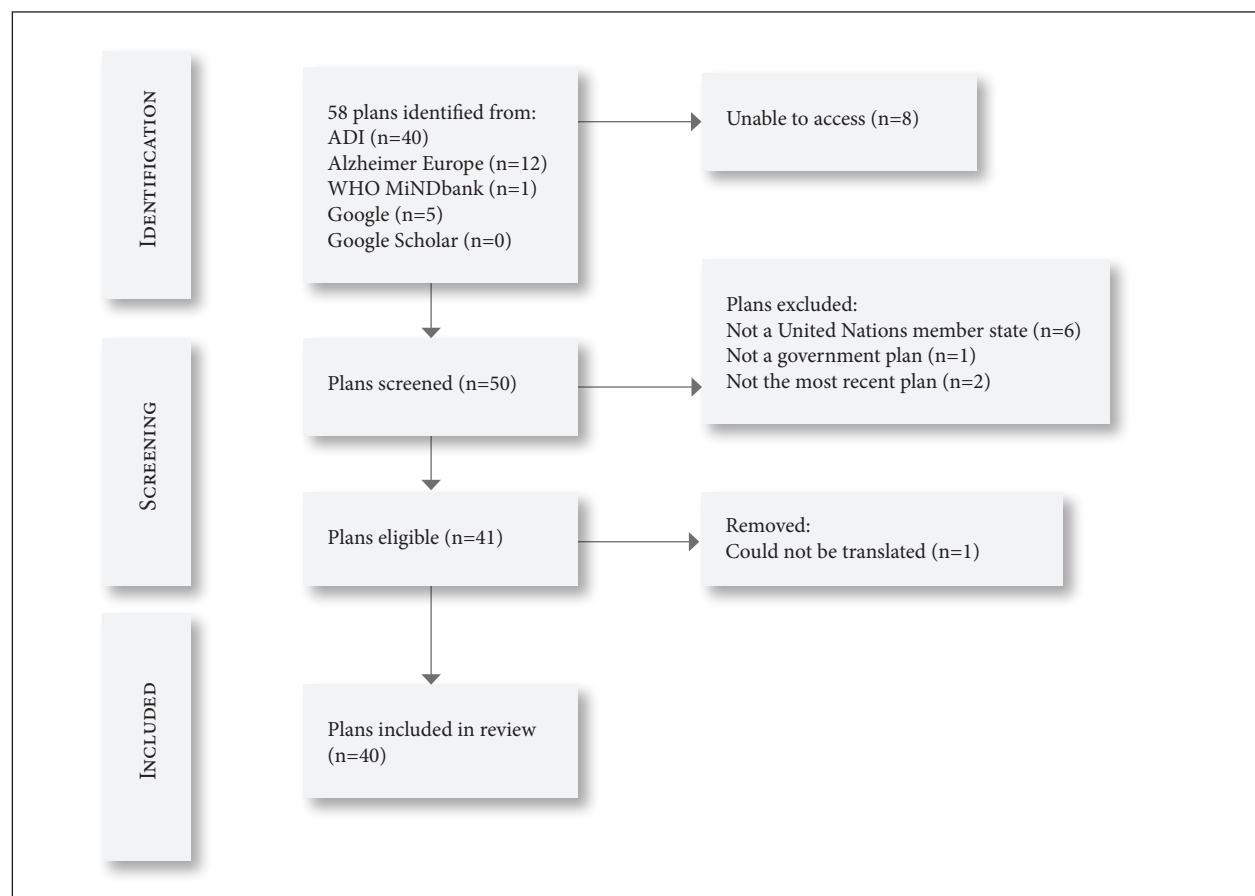 IDENTIFICATION
58 plans identified from:
ADI (n=40)
Alzheimer Europe (n=12)
WHO MiNDbank (n=1)
Google (n=5)
Google Scholar (n=0)
Unable to access (n=8)
SCREENING
Plans screened (n=50)
Plans excluded:
Not a United Nations member state (n=6)
Not a government plan (n=1)
Not the most recent plan (n=2)
Plans eligible (n=41)
Removed:
Could not be translated (n=1)
INCLUDED
Plans included in review
(n=40)